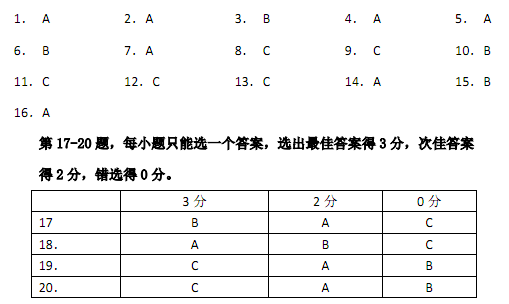 1. A 2. A 3. B 4. A 5. A
6. B 7. A 8. C 9. C 10. B
11. C 12. C 13. C 14. A 15. B
16. A
第 17-20 题，每小题只能选一个答案，选出最佳答案得 3 分，次佳答案
得 2 分，错选得 0 分。
3 分 2 分 0 分
17 B A C
18. A B C
19. C A B
20. C A B